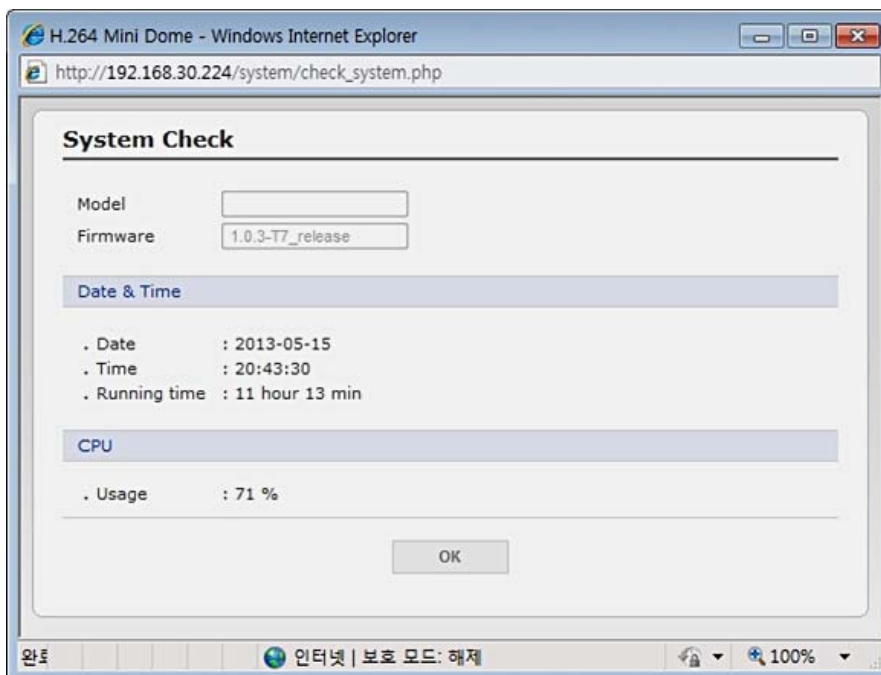 H.264 Mini Dome - Windows Internet Explorer
http://192.168.30.224/system/check_system.php
System Check
Model
Firmware 1.0.3-T7_release
Date & Time
. Date : 2013-05-15
. Time : 20:43:30
. Running time : 11 hour 13 min
CPU
. Usage : 71 %
OK
인터넷 | 보호 모드: 해제 100%